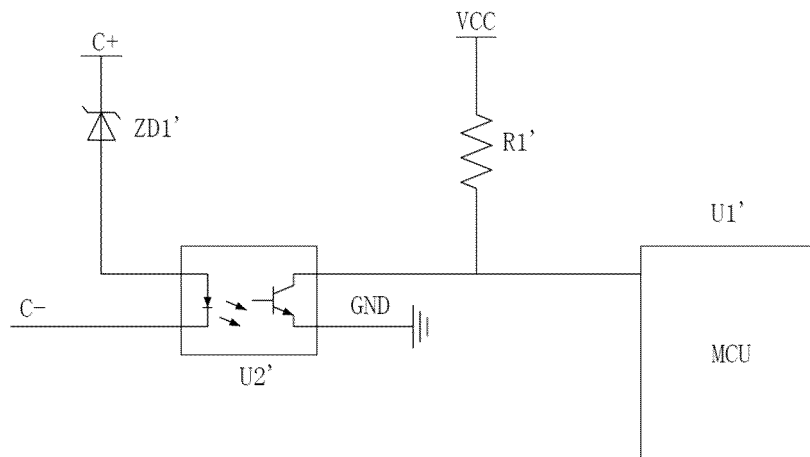 C+
VCC
ZD1'
R1'
U1'
C-
GND
MCU
U2'